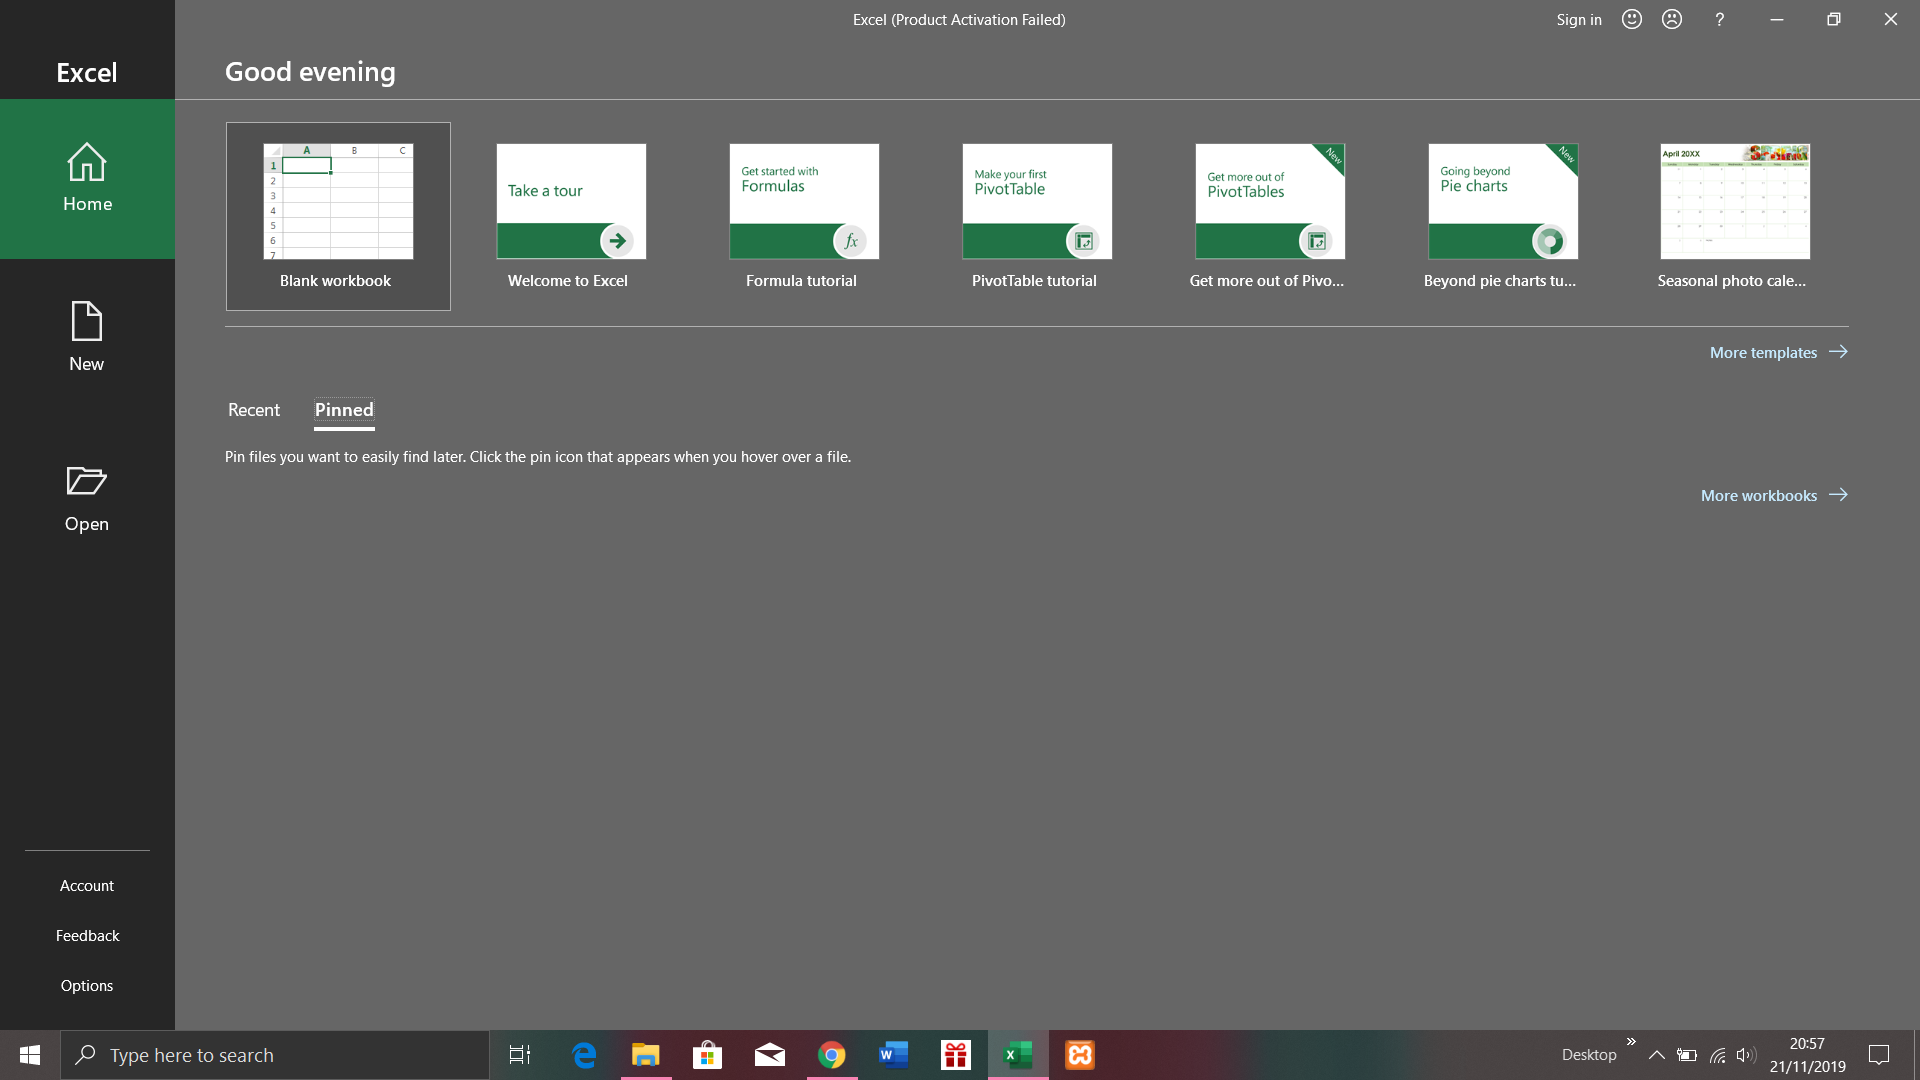 Excel (Product Activation Failed)
Sign in
?
Excel
Good evening
Home
New
Open
Account
Feedback
Options
A B C
1
2
3
4
5
6
7
Blank workbook
Take a tour
Welcome to Excel
Get started with
Formulas
fx
Formula tutorial
Make your first
PivotTable
PivotTable tutorial
New
Get more out of
PivotTables
Get more out of Pivo...
New
Going beyond
Pie charts
Beyond pie charts tu...
April 20XX
Seasonal photo cale...
More templates
Recent
Pinned
Pin files you want to easily find later. Click the pin icon that appears when you hover over a file.
More workbooks
Type here to search
Desktop
20:57
21/11/2019